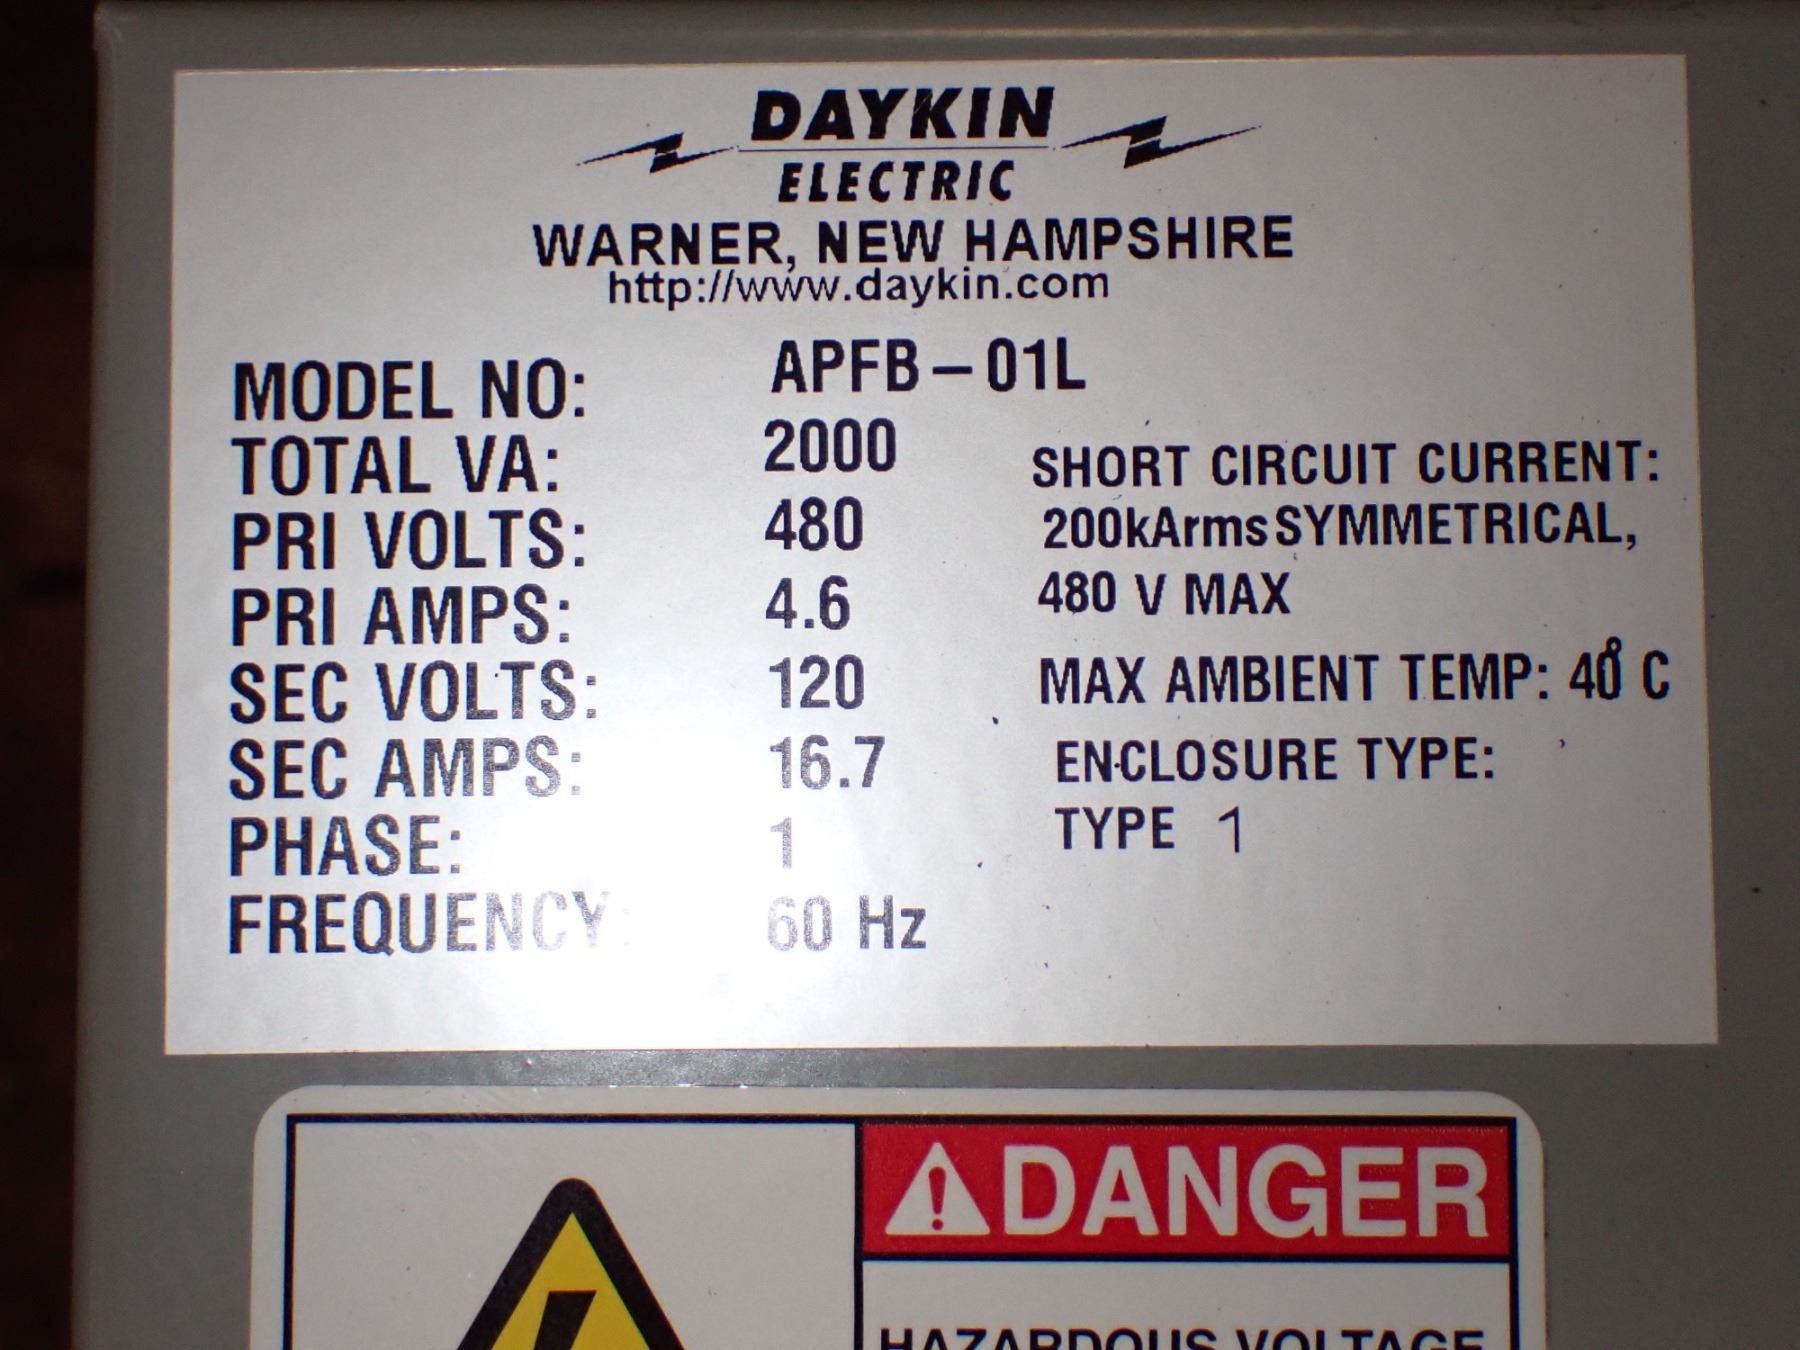 DAYKIN
ELECTRIC
WARNER, NEW HAMPSHIRE
http://www.daykin.com
MODEL NO: APFB-01L
TOTAL VA: 2000
PRI VOLTS: 480
PRI AMPS: 4.6
SEC VOLTS: 120
SEC AMPS: 16.7
PHASE: 1
FREQUENCY: 60 Hz
SHORT CIRCUIT CURRENT:
200kArms SYMMETRICAL,
480 V MAX
MAX AMBIENT TEMP: 40° C
ENCLOSURE TYPE:
TYPE 1
DANGER
HAZARDOUS VOLTAGE